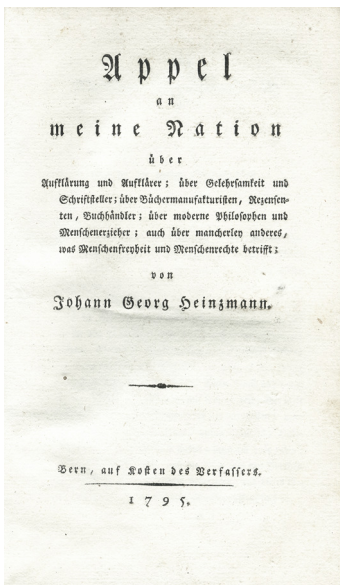 Appel
an
meine Nation
über
Aufklärung und Aufklärer; über Gelehrsamkeit und
Schriftsteller; über Büchermanufakturisten, Rezensen-
ten, Buchhändler; über moderne Philosophen und
Menschenerzieher; auch über mancherley anderes,
was Menschenfreyheit und Menschenrechte betrifft;
von
Johann Georg Heinzmann.
Bern, auf Kosten des Verfassers.
1795.